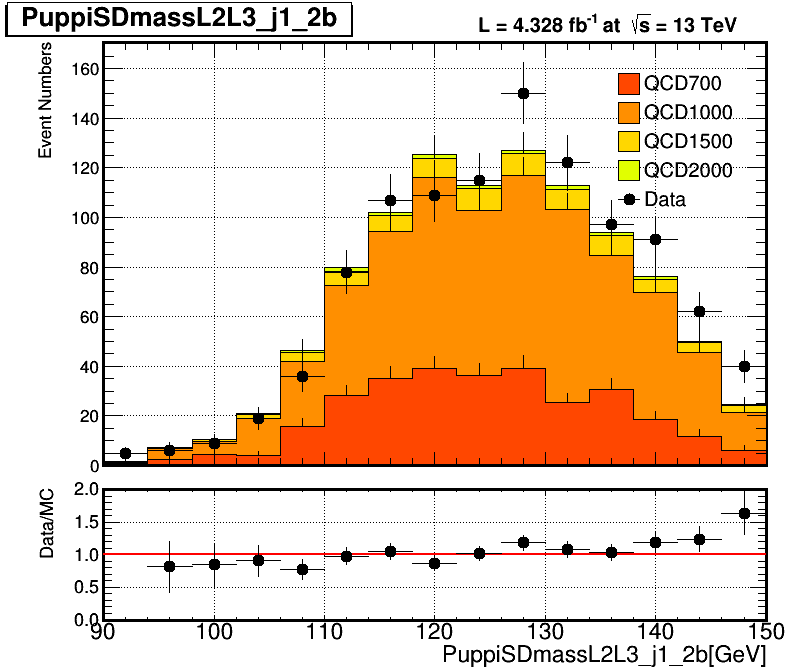 PuppiSDmassL2L3_j1_2b
L = 4.328 fb⁻¹ at √s = 13 TeV
Event Numbers
160
140
120
100
80
60
40
20
0
QCD700
QCD1000
QCD1500
QCD2000
Data
Data/MC
2.0
1.5
1.0
0.5
0.0
90 100 110 120 130 140 150
PuppiSDmassL2L3_j1_2b[GeV]